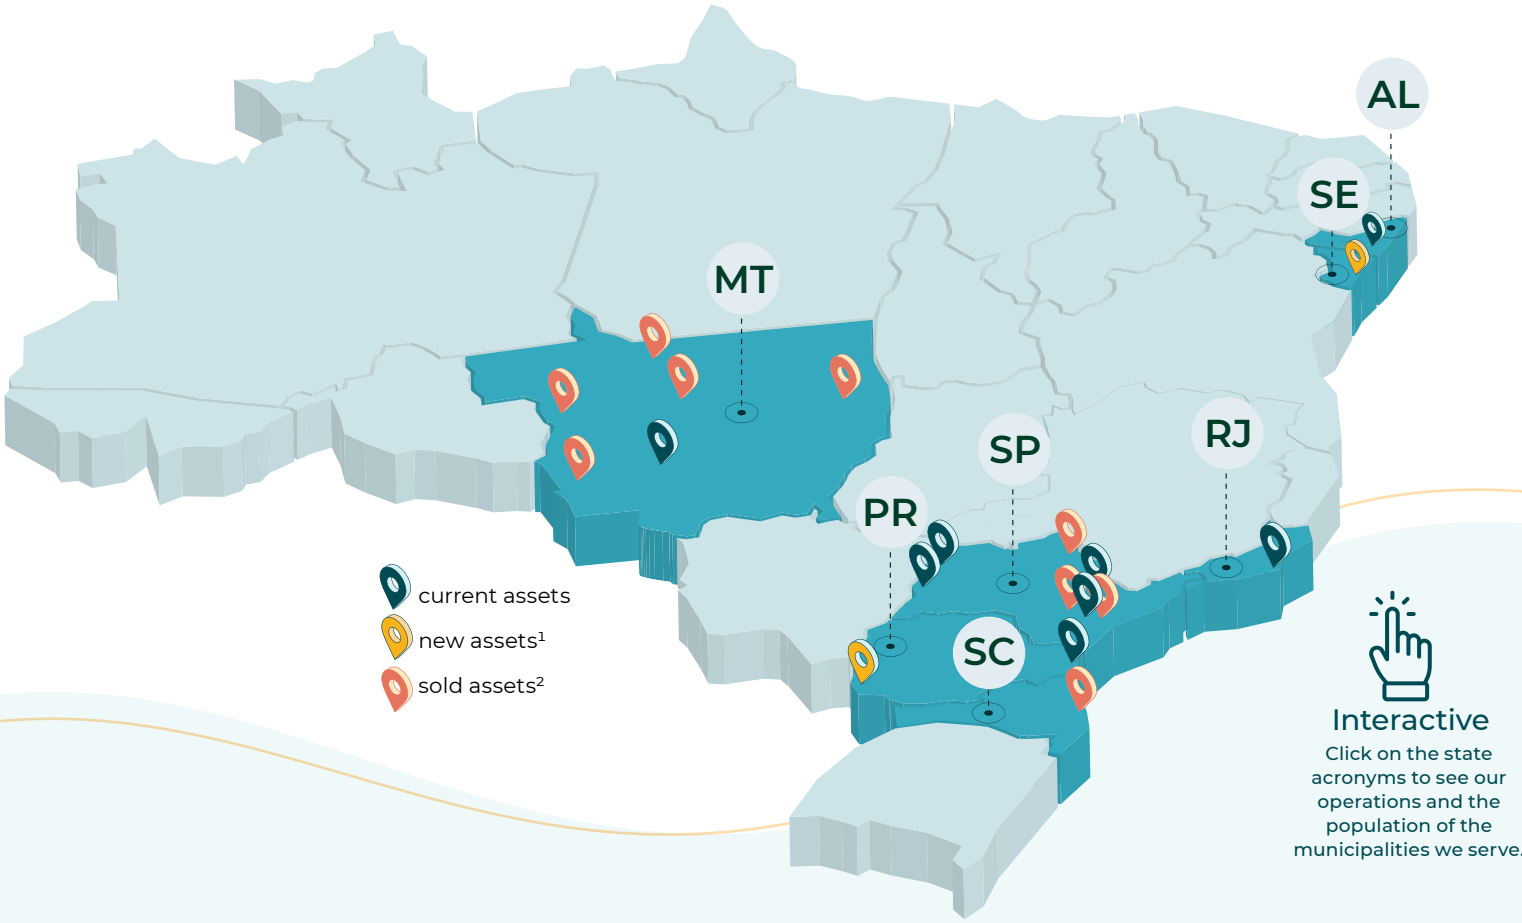 AL
SE
MT
RJ
SP
PR
SC
current assets
new assets¹
sold assets²
Interactive
Click on the state
acronyms to see our
operations and the
population of the
municipalities we serve.